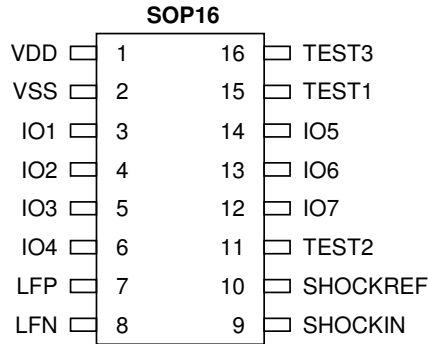 SOP16
VDD 1 16 TEST3
VSS 2 15 TEST1
IO1 3 14 IO5
IO2 4 13 IO6
IO3 5 12 IO7
IO4 6 11 TEST2
LFP 7 10 SHOCKREF
LFN 8 9 SHOCKIN